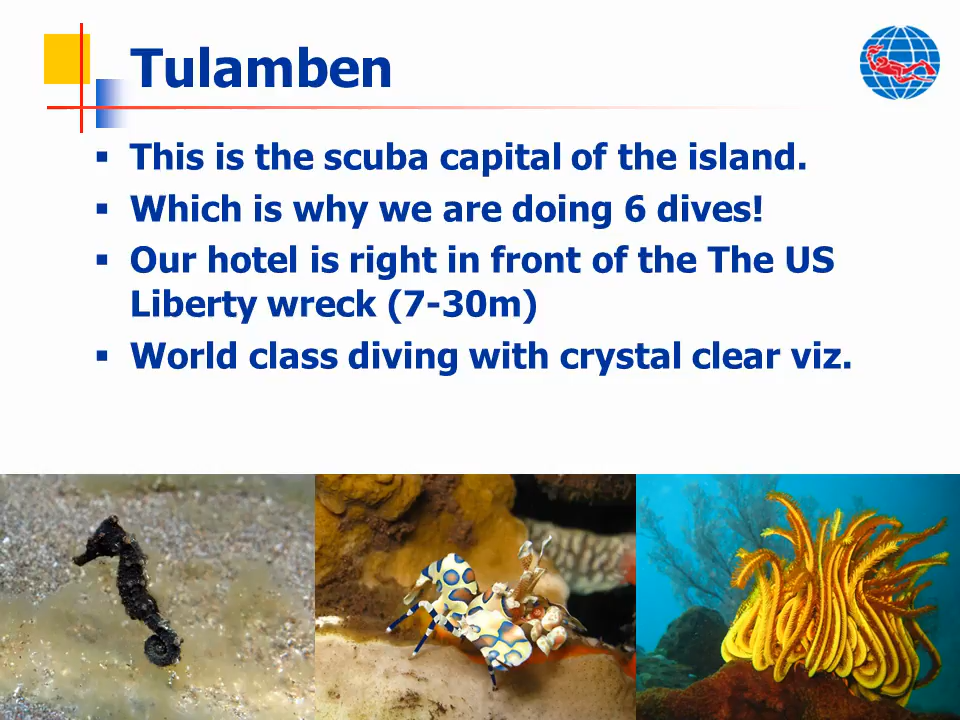 Tulamben
This is the scuba capital of the island.
Which is why we are doing 6 dives!
Our hotel is right in front of the The US
Liberty wreck (7-30m)
World class diving with crystal clear viz.